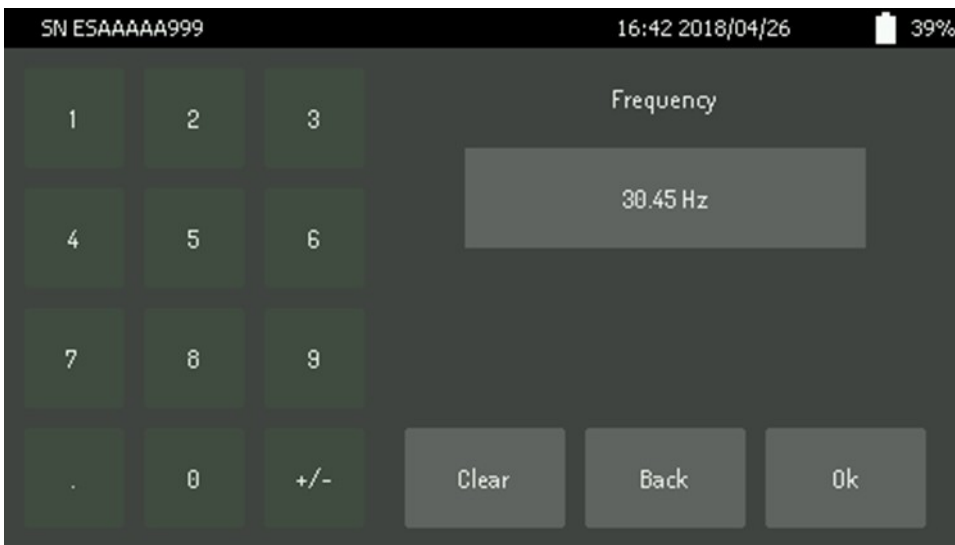 SN ESAAAAA999 16:42 2018/04/26 39%
Frequency
30.45 Hz
1 2 3
4 5 6
7 8 9
. 0 +/-
Clear Back Ok